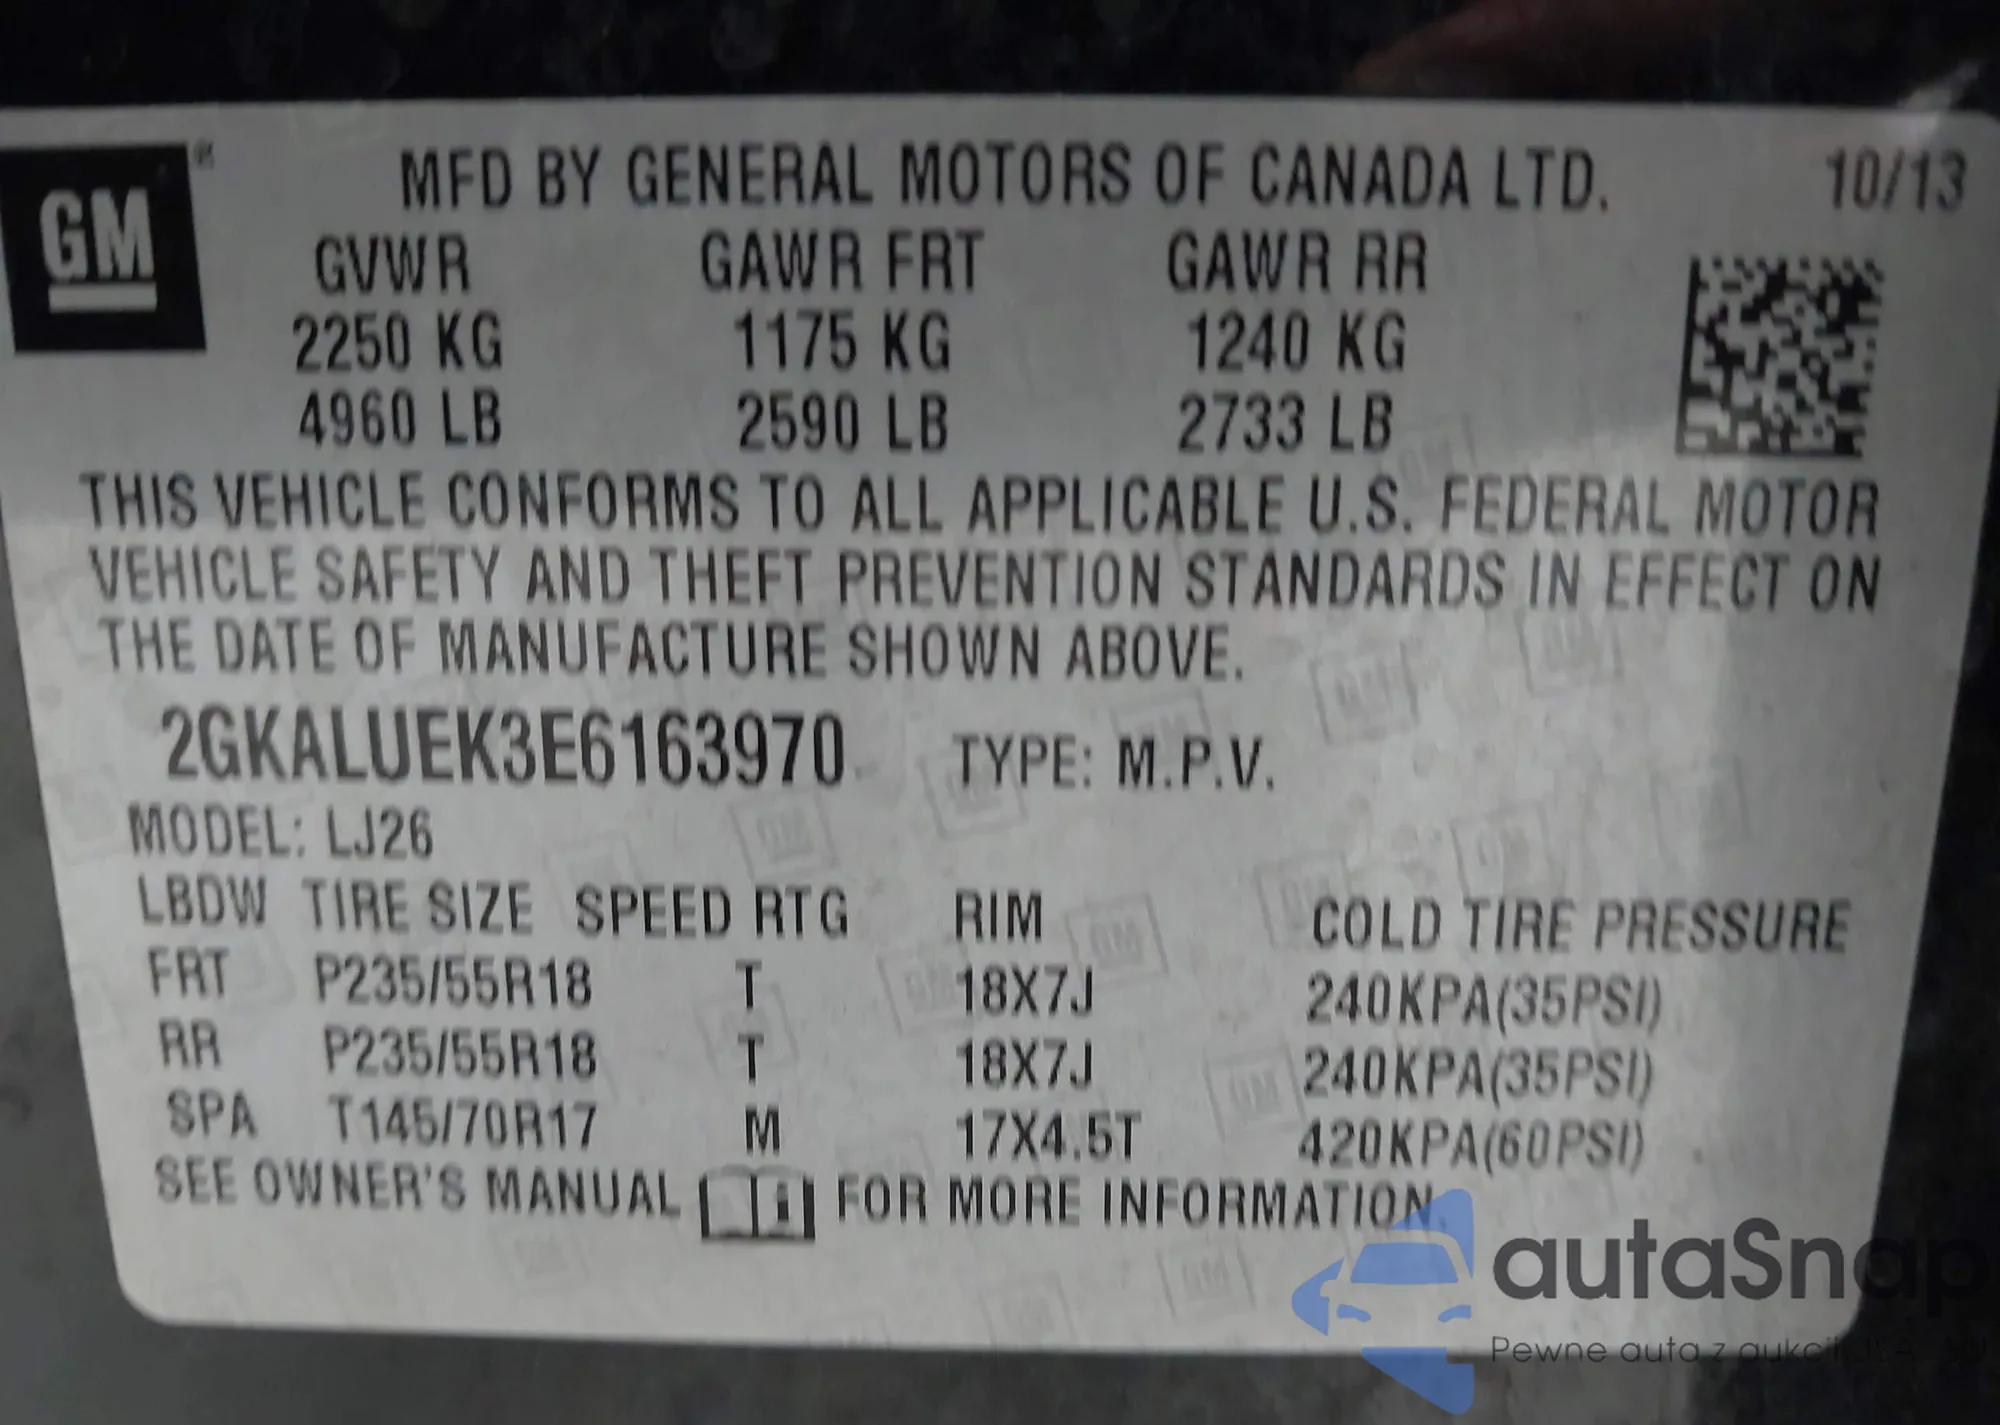 GM®
MFD BY GENERAL MOTORS OF CANADA LTD. 10/13
GVWR GAWR FRT GAWR RR
2250 KG 1175 KG 1240 KG
4960 LB 2590 LB 2733 LB
THIS VEHICLE CONFORMS TO ALL APPLICABLE U.S. FEDERAL MOTOR
VEHICLE SAFETY AND THEFT PREVENTION STANDARDS IN EFFECT ON
THE DATE OF MANUFACTURE SHOWN ABOVE.
2GKALUEK3E6163970 TYPE: M.P.V.
MODEL: LJ26
LBDW TIRE SIZE SPEED RTG RIM COLD TIRE PRESSURE
FRT P235/55R18 T 18X7J 240KPA(35PSI)
RR P235/55R18 T 18X7J 240KPA(35PSI)
SPA T145/70R17 M 17X4.5T 420KPA(60PSI)
SEE OWNER'S MANUAL FOR MORE INFORMATION.
autaSnap
Pewne auta z aukcji